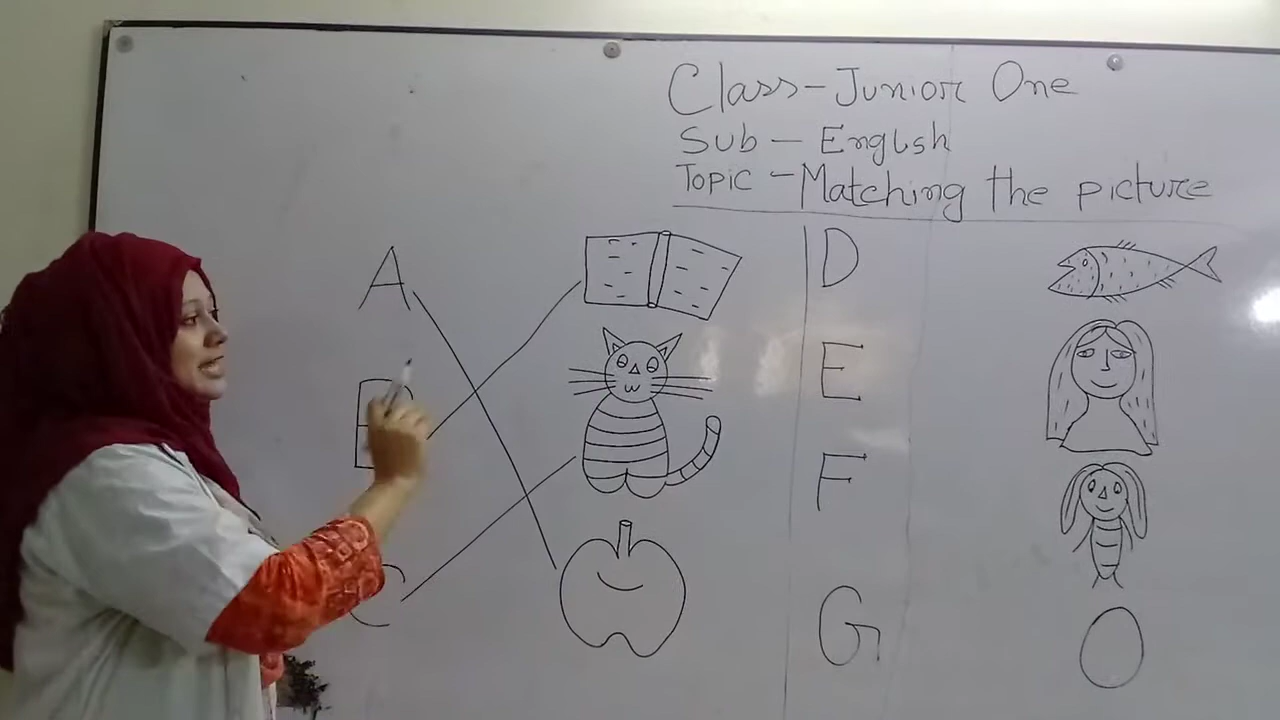 Class - Junior One
Sub - English
Topic - Matching the picture
A
B
C
D
E
F
G